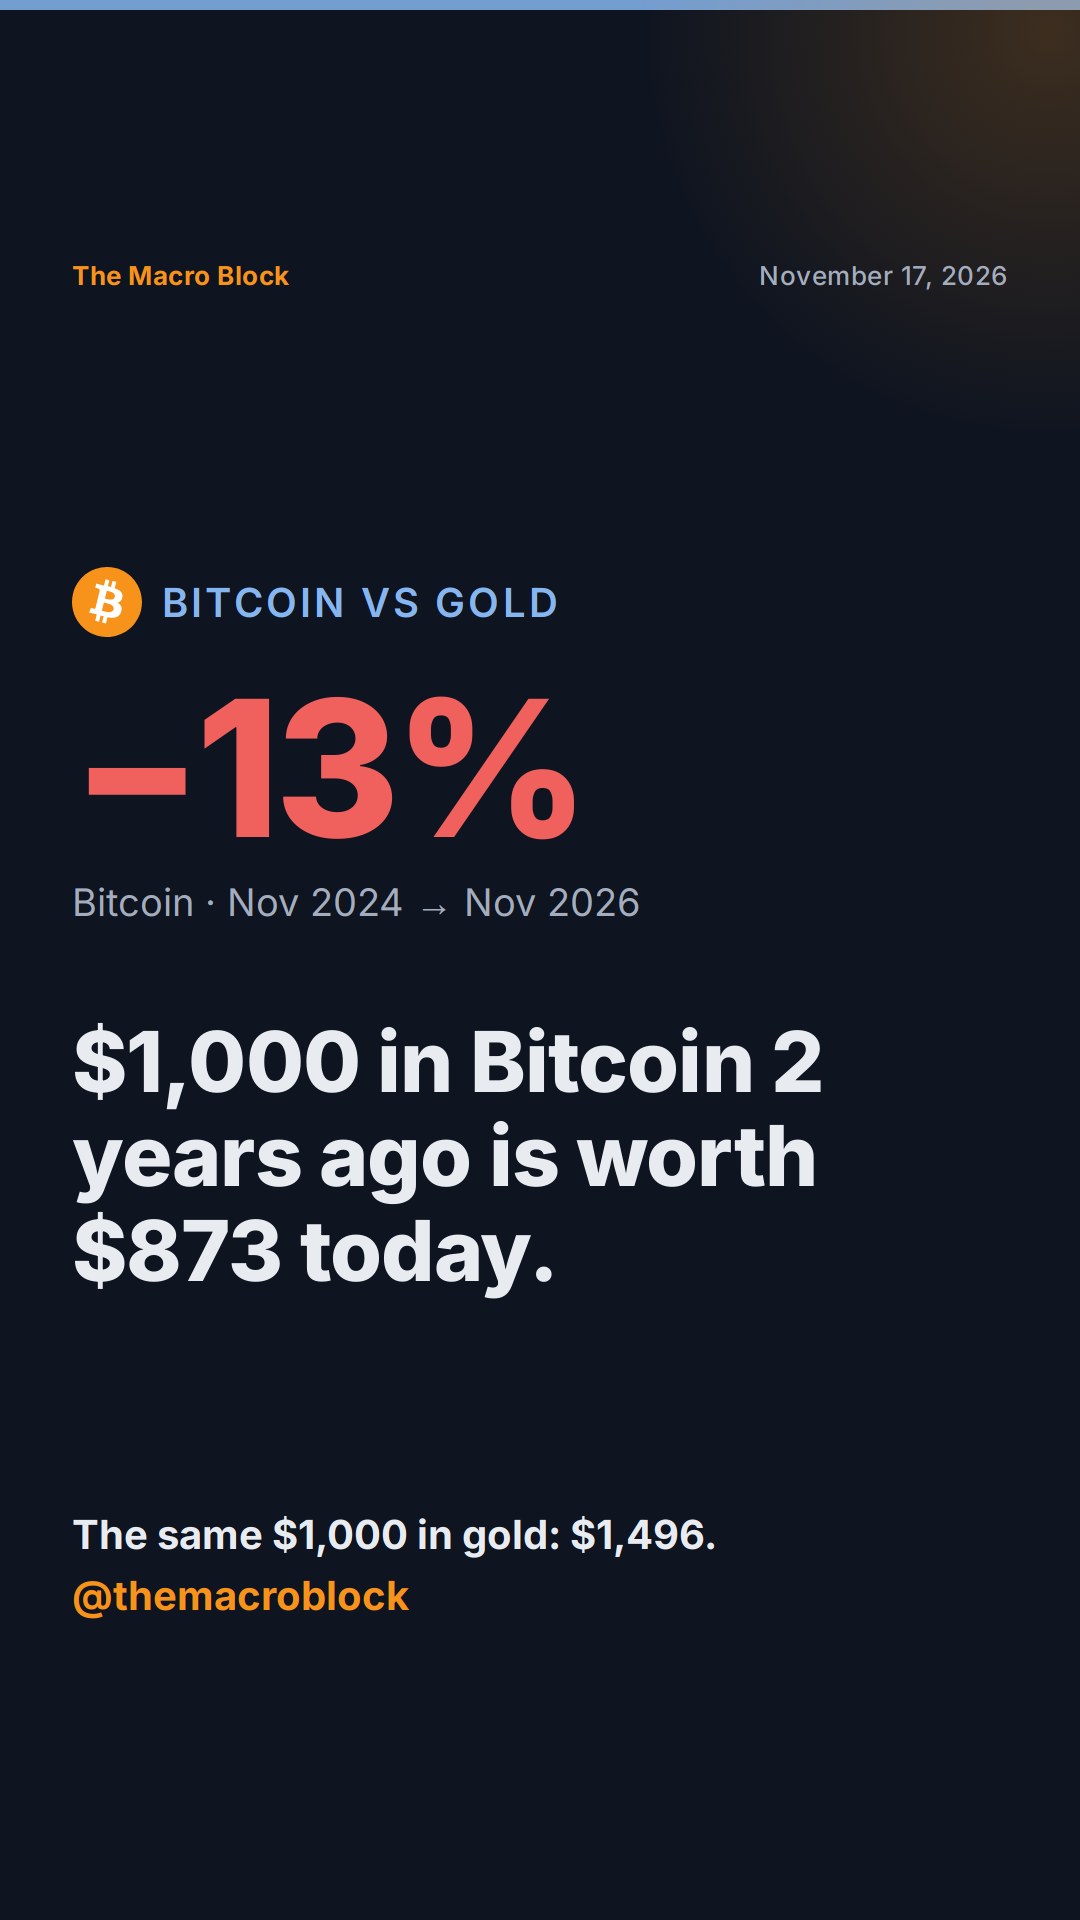 The Macro Block
November 17, 2026
BITCOIN VS GOLD
−13%
Bitcoin · Nov 2024 → Nov 2026
$1,000 in Bitcoin 2
years ago is worth
$873 today.
The same $1,000 in gold: $1,496.
@themacroblock